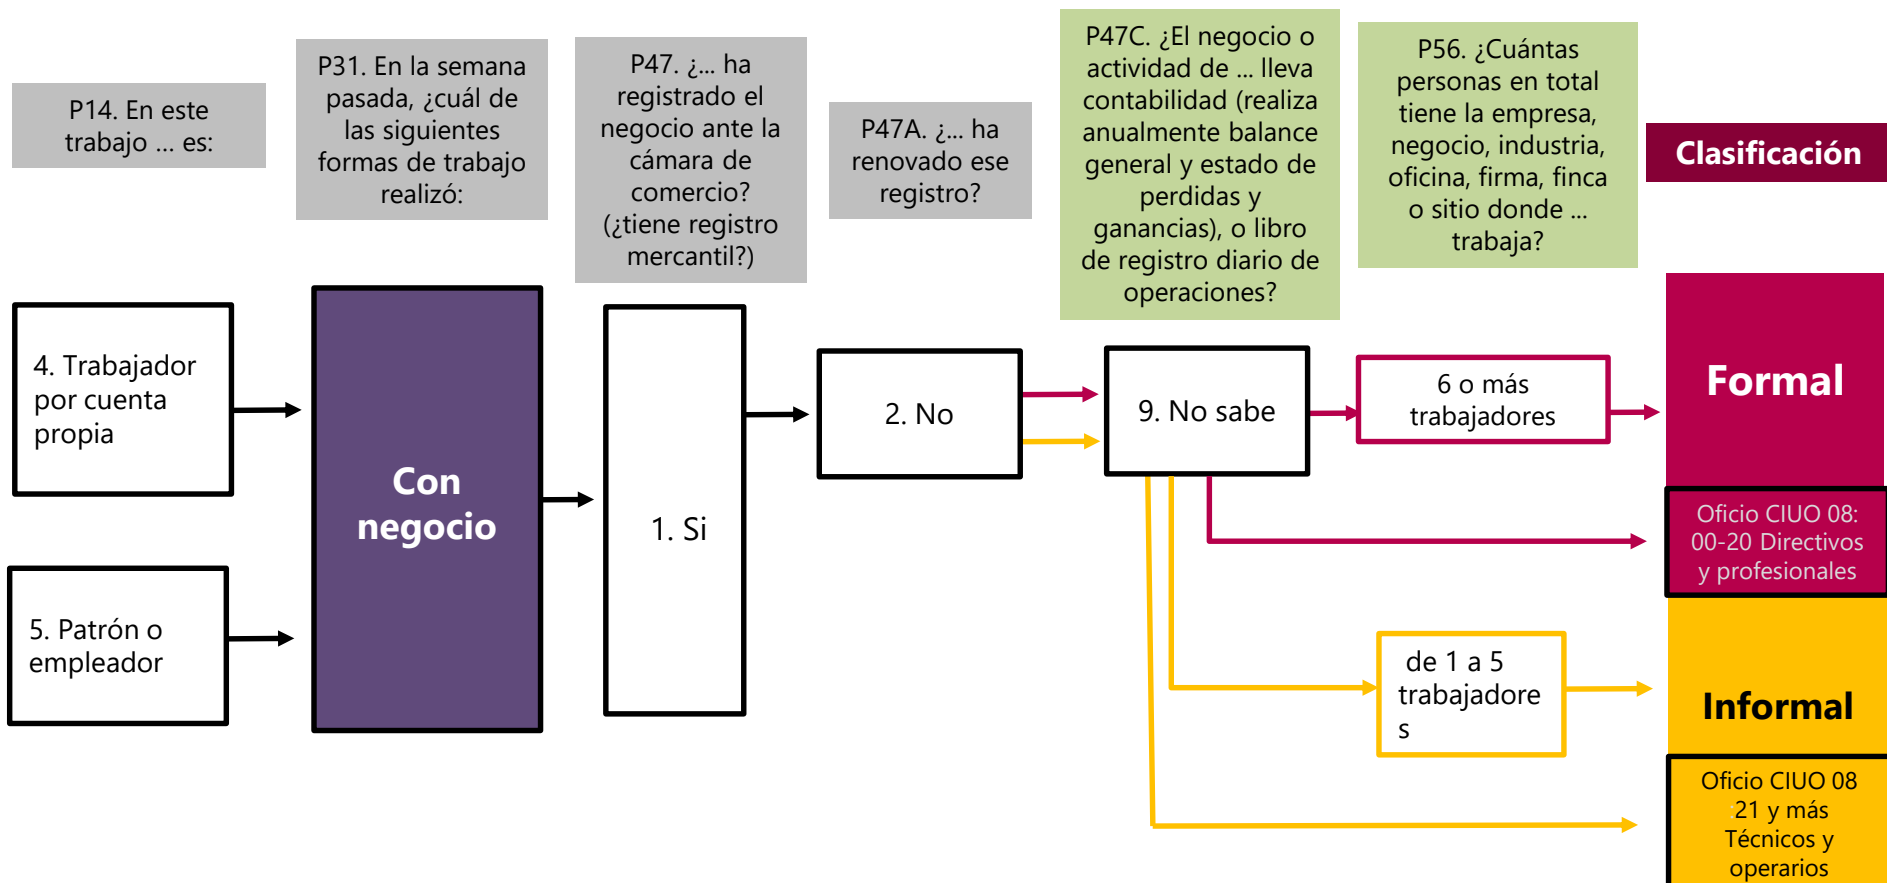 P14. En este
trabajo ... es:
P31. En la semana
pasada, ¿cuál de
las siguientes
formas de trabajo
realizó:
P47. ¿... ha
registrado el
negocio ante la
cámara de
comercio?
(¿tiene registro
mercantil?)
P47A. ¿... ha
renovado ese
registro?
P47C. ¿El negocio o
actividad de ... lleva
contabilidad (realiza
anualmente balance
general y estado de
perdidas y
ganancias), o libro
de registro diario de
operaciones?
P56. ¿Cuántas
personas en total
tiene la empresa,
negocio, industria,
oficina, firma, finca
o sitio donde ...
trabaja?
Clasificación
4. Trabajador
por cuenta
propia
5. Patrón o
empleador
Con
negocio
1. Si
2. No
9. No sabe
6 o más
trabajadores
de 1 a 5
trabajadore
s
Formal
Oficio CIUO 08:
00-20 Directivos
y profesionales
Informal
Oficio CIUO 08
:21 y más
Técnicos y
operarios